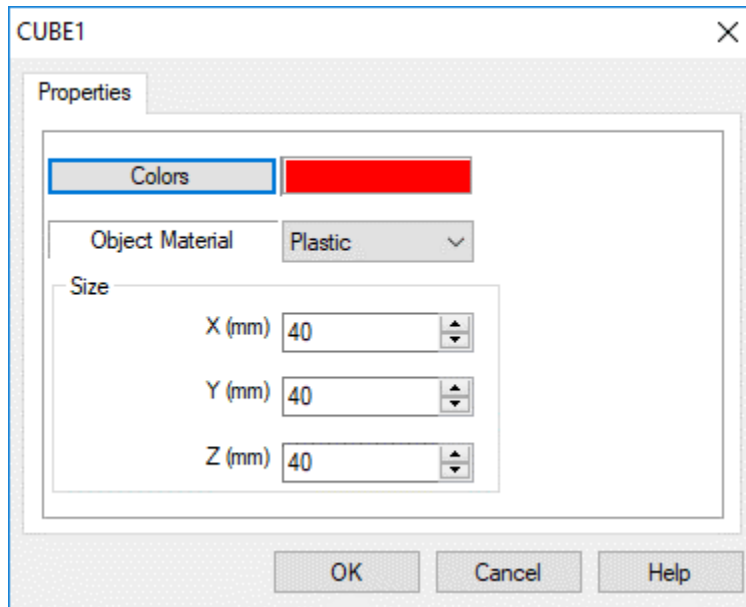 CUBE1
Properties
Colors
Object Material Plastic
Size
X (mm) 40
Y (mm) 40
Z (mm) 40
OK Cancel Help